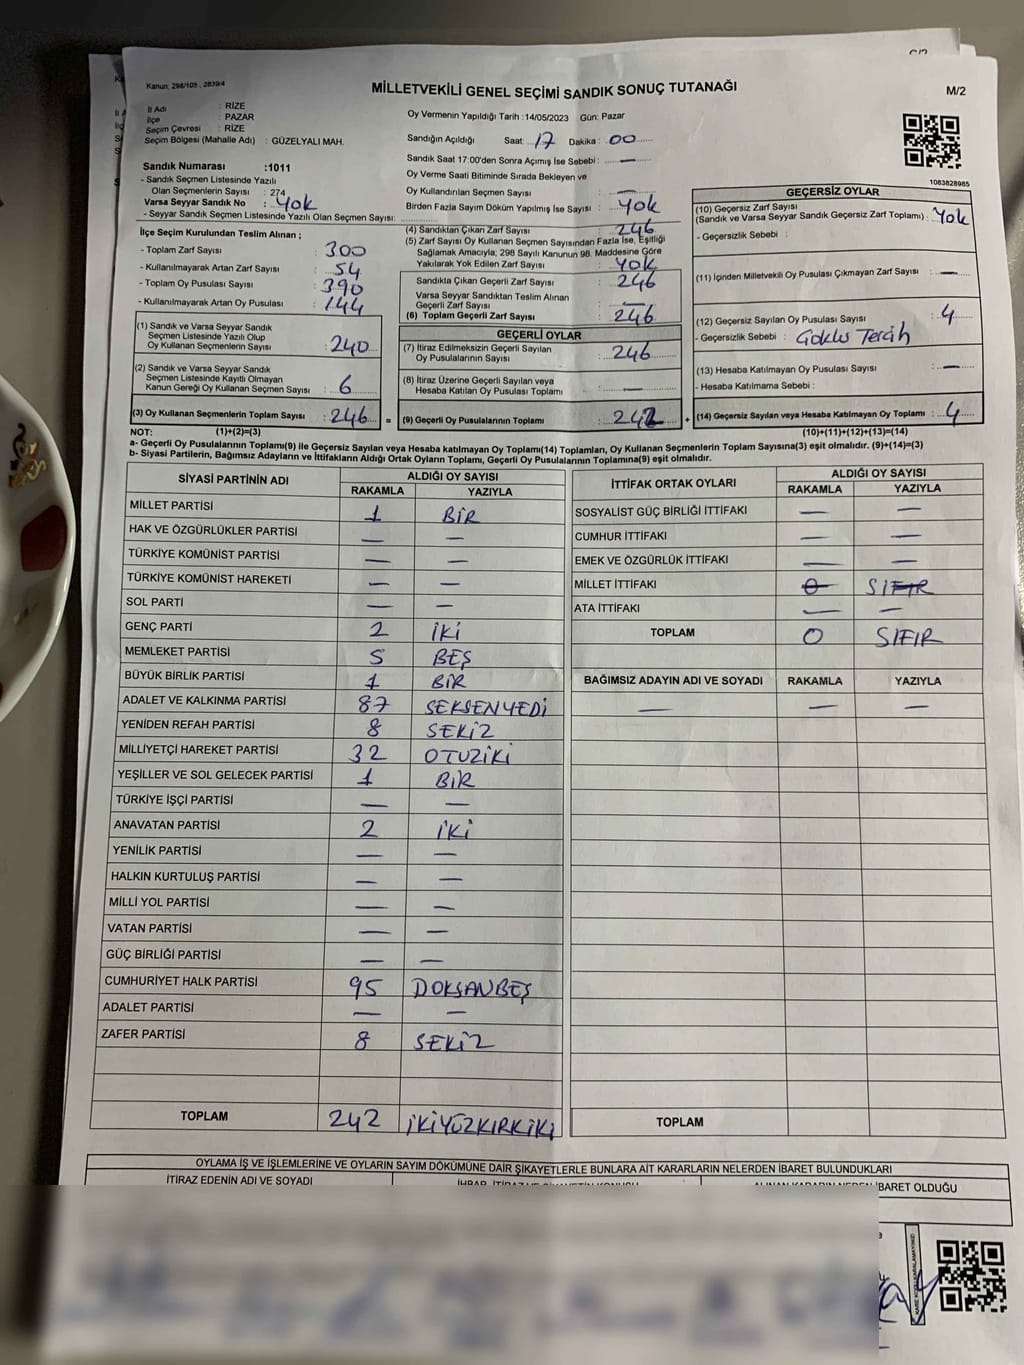 MİLLETVEKİLİ GENEL SEÇİMİ SANDIK SONUÇ TUTANAĞI
M/2
Kanun: 298/105 , 2839/4
İl Adı : RİZE
İlçe : PAZAR
Seçim Çevresi : RİZE
Seçim Bölgesi (Mahalle Adı) : GÜZELYALI MAH.
Sandık Numarası :1011
- Sandık Seçmen Listesinde Yazılı
Olan Seçmenlerin Sayısı : 274
Varsa Seyyar Sandık No : Yok
- Seyyar Sandık Seçmen Listesinde Yazılı Olan Seçmen Sayısı:
İlçe Seçim Kurulundan Teslim Alınan ;
- Toplam Zarf Sayısı : 300
- Kullanılmayarak Artan Zarf Sayısı : 54
- Toplam Oy Pusulası Sayısı : 390
- Kullanılmayarak Artan Oy Pusulası : 144
(1) Sandık ve Varsa Seyyar Sandık
Seçmen Listesinde Yazılı Olup
Oy Kullanan Seçmenlerin Sayısı : 240
(2) Sandık ve Varsa Seyyar Sandık
Seçmen Listesinde Kayıtlı Olmayan
Kanun Gereği Oy Kullanan Seçmen Sayısı : 6
(3) Oy Kullanan Seçmenlerin Toplam Sayısı : 246 =
Oy Vermenin Yapıldığı Tarih :14/05/2023 Gün: Pazar
Sandığın Açıldığı Saat: 17 Dakika : 00
Sandık Saat 17:00'den Sonra Açımış İse Sebebi : —
Oy Verme Saati Bitiminde Sırada Bekleyen ve
Oy Kullandırılan Seçmen Sayısı : —
Birden Fazla Sayım Döküm Yapılmış İse Sayısı : Yok
(4) Sandıktan Çıkan Zarf Sayısı : 246
(5) Zarf Sayısı Oy Kullanan Seçmen Sayısından Fazla İse, Eşitliği
Sağlamak Amacıyla; 298 Sayılı Kanunun 98. Maddesine Göre
Yakılarak Yok Edilen Zarf Sayısı : Yok
Sandıkla Çıkan Geçerli Zarf Sayısı : 246
Varsa Seyyar Sandıktan Teslim Alınan
Geçerli Zarf Sayısı : —
(6) Toplam Geçerli Zarf Sayısı : 246
GEÇERLİ OYLAR
(7) İtiraz Edilmeksizin Geçerli Sayılan
Oy Pusulalarının Sayısı : 246
(8) İtiraz Üzerine Geçerli Sayılan veya
Hesaba Katılan Oy Pusulaları Toplamı : —
(9) Geçerli Oy Pusulalarının Toplamı : 242 +
1083828985
GEÇERSİZ OYLAR
(10) Geçersiz Zarf Sayısı
(Sandık ve Varsa Seyyar Sandık Geçersiz Zarf Toplamı) : Yok
- Geçersizlik Sebebi :
(11) İçinden Milletvekili Oy Pusulası Çıkmayan Zarf Sayısı : —
(12) Geçersiz Sayılan Oy Pusulası Sayısı : 4
- Geçersizlik Sebebi : Çoklu Tercih
(13) Hesaba Katılmayan Oy Pusulası Sayısı : —
- Hesaba Katılmama Sebebi :
(14) Geçersiz Sayılan veya Hesaba Katılmayan Oy Toplamı : 4
NOT: (1)+(2)=(3) (10)+(11)+(12)+(13)=(14)
a- Geçerli Oy Pusulalarının Toplamı(9) ile Geçersiz Sayılan veya Hesaba katılmayan Oy Toplamı(14) Toplamları, Oy Kullanan Seçmenlerin Toplam Sayısına(3) eşit olmalıdır. (9)+(14)=(3)
b- Siyasi Partilerin, Bağımsız Adayların ve İttifakların Aldığı Ortak Oyların Toplamı, Geçerli Oy Pusulalarının Toplamına(9) eşit olmalıdır.
SİYASİ PARTİNİN ADI ALDIĞI OY SAYISI
RAKAMLA YAZIYLA
MİLLET PARTİSİ 1 BİR
HAK VE ÖZGÜRLÜKLER PARTİSİ — —
TÜRKİYE KOMÜNİST PARTİSİ — —
TÜRKİYE KOMÜNİST HAREKETİ — —
SOL PARTİ — —
GENÇ PARTİ 2 İKİ
MEMLEKET PARTİSİ 5 BEŞ
BÜYÜK BİRLİK PARTİSİ 1 BİR
ADALET VE KALKINMA PARTİSİ 87 SEKSENYEDİ
YENİDEN REFAH PARTİSİ 8 SEKİZ
MİLLİYETÇİ HAREKET PARTİSİ 32 OTUZİKİ
YEŞİLLER VE SOL GELECEK PARTİSİ 1 BİR
TÜRKİYE İŞÇİ PARTİSİ — —
ANAVATAN PARTİSİ 2 İKİ
YENİLİK PARTİSİ — —
HALKIN KURTULUŞ PARTİSİ — —
MİLLİ YOL PARTİSİ — —
VATAN PARTİSİ — —
GÜÇ BİRLİĞİ PARTİSİ — —
CUMHURİYET HALK PARTİSİ 95 DOKSANBEŞ
ADALET PARTİSİ — —
ZAFER PARTİSİ 8 SEKİZ
TOPLAM 242 İKİYÜZKIRKİKİ
İTTİFAK ORTAK OYLARI ALDIĞI OY SAYISI
RAKAMLA YAZIYLA
SOSYALİST GÜÇ BİRLİĞİ İTTİFAKI — —
CUMHUR İTTİFAKI — —
EMEK VE ÖZGÜRLÜK İTTİFAKI — —
MİLLET İTTİFAKI 0 SIFIR
ATA İTTİFAKI — —
TOPLAM 0 SIFIR
BAĞIMSIZ ADAYIN ADI VE SOYADI RAKAMLA YAZIYLA
— — —
TOPLAM
OYLAMA İŞ VE İŞLEMLERİNE VE OYLARIN SAYIM DÖKÜMÜNE DAİR ŞİKAYETLERLE BUNLARA AİT KARARLARIN NELERDEN İBARET BULUNDUKLARI
İTİRAZ EDENİN ADI VE SOYADI
İBARET OLDUĞU